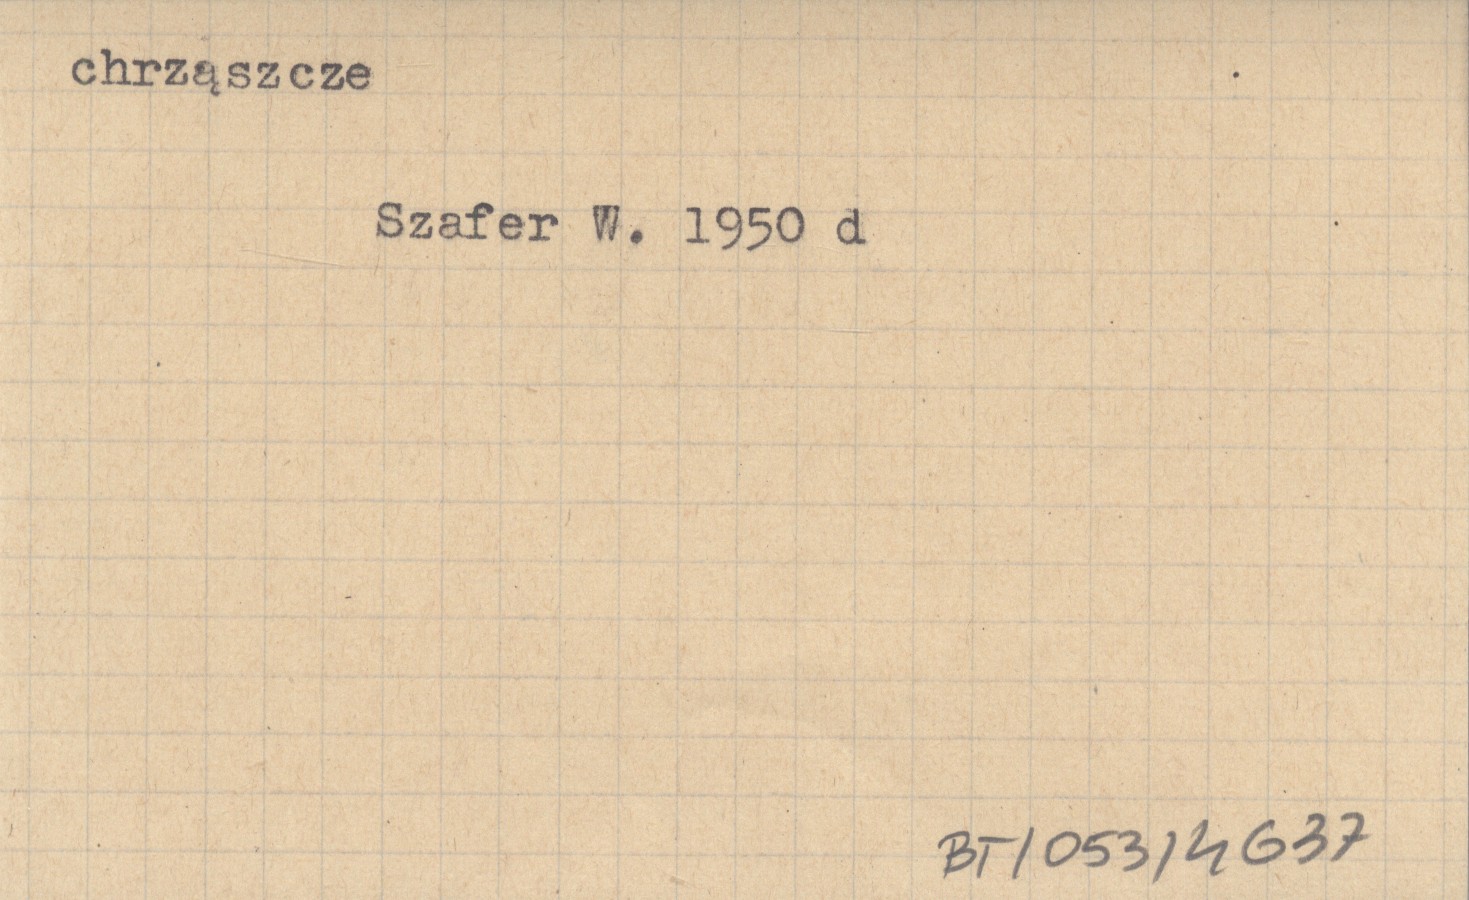 chrząszcze
Szafer W. 1950 d
BT/053/4637